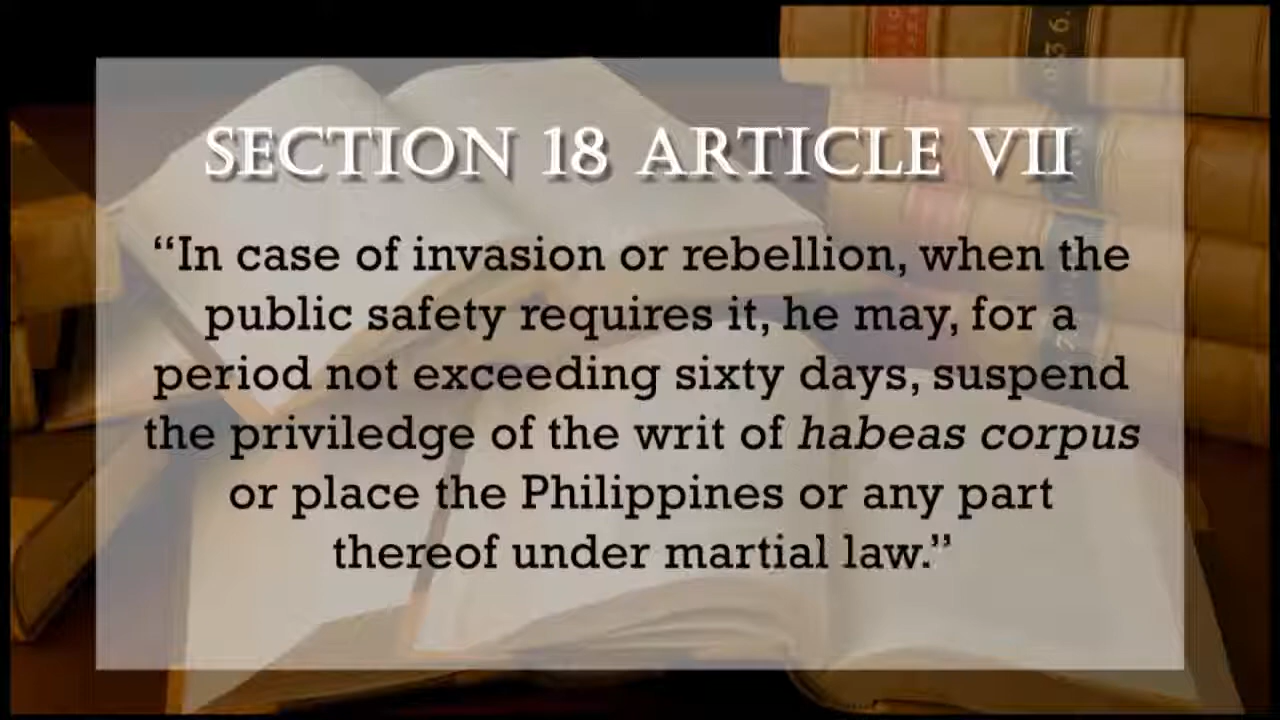 SECTION 18 ARTICLE VII
“In case of invasion or rebellion, when the
public safety requires it, he may, for a
period not exceeding sixty days, suspend
the priviledge of the writ of habeas corpus
or place the Philippines or any part
thereof under martial law.”